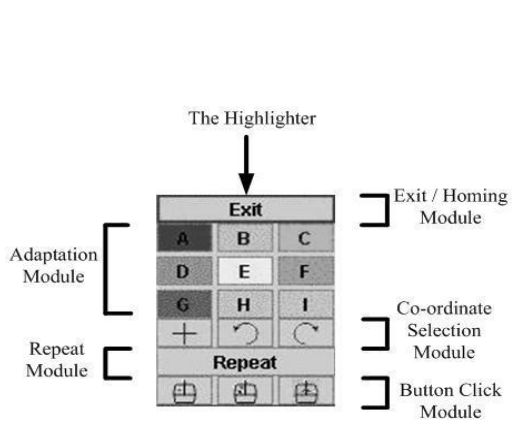 The Highlighter
Exit / Homing
Module
Exit
A B C
Adaptation
Module
D E F
G H I
Co-ordinate
Selection
Module
Repeat
Module
Repeat
Button Click
Module